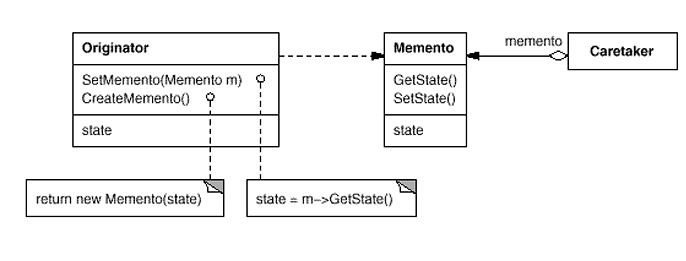 Originator
SetMemento(Memento m)
CreateMemento()
state
Memento
GetState()
SetState()
state
memento
Caretaker
return new Memento(state)
state = m->GetState()